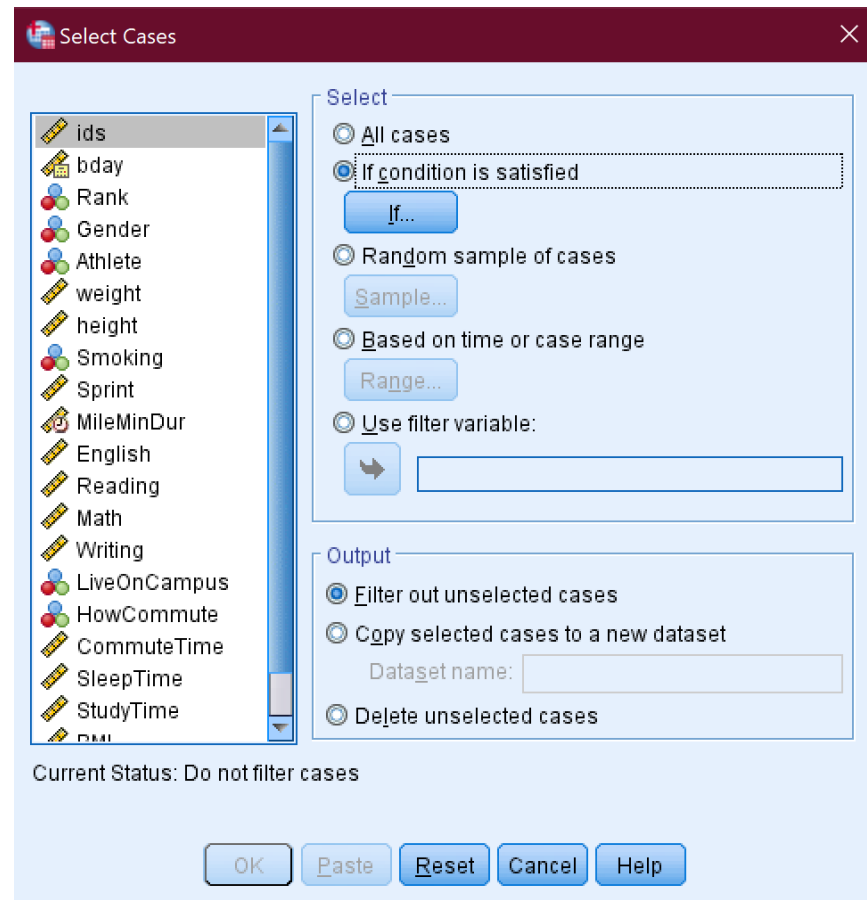 Select Cases
ids
bday
Rank
Gender
Athlete
weight
height
Smoking
Sprint
MileMinDur
English
Reading
Math
Writing
LiveOnCampus
HowCommute
CommuteTime
SleepTime
StudyTime
Select
All cases
If condition is satisfied
If...
Random sample of cases
Sample...
Based on time or case range
Range...
Use filter variable:
Output
Filter out unselected cases
Copy selected cases to a new dataset
Dataset name:
Delete unselected cases
Current Status: Do not filter cases
OK Paste Reset Cancel Help